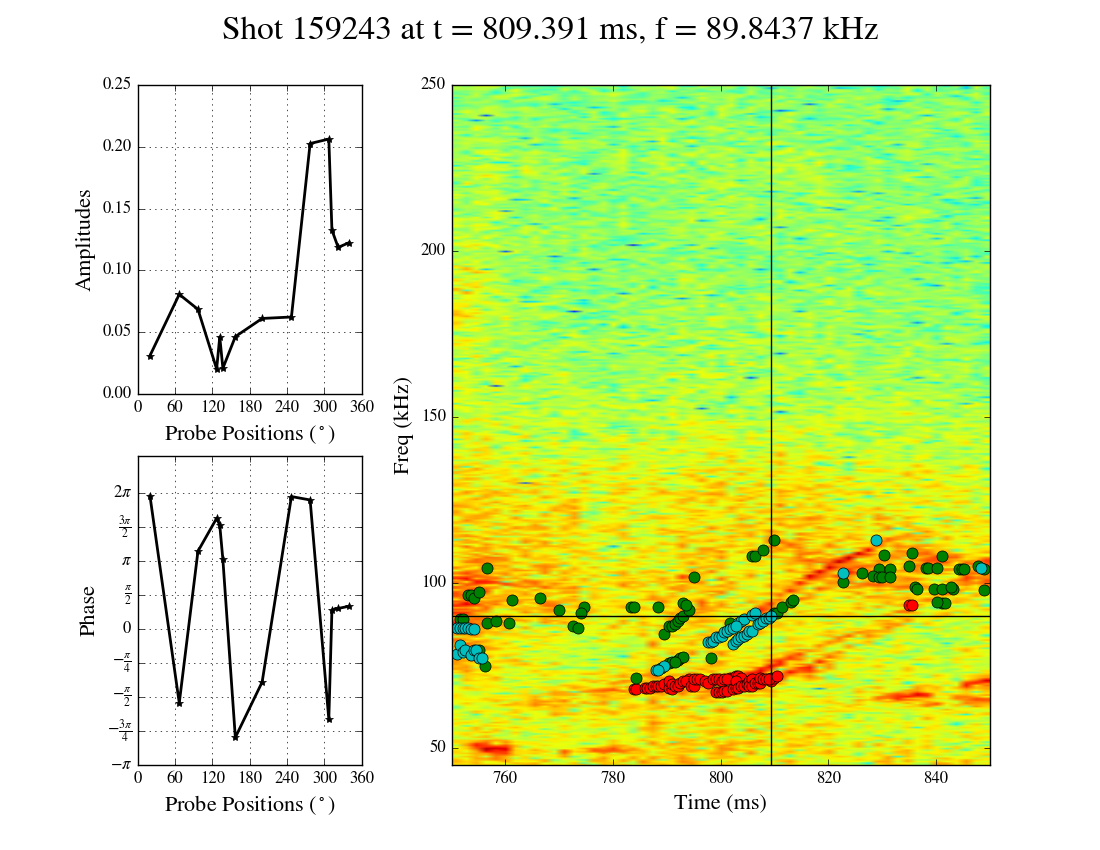 Shot 159243 at t = 809.391 ms, f = 89.8437 kHz
Amplitudes
0.25
0.20
0.15
0.10
0.05
0.00
0 60 120 180 240 300 360
Probe Positions (°)
Phase
2π
3π/2
π
π/2
0
−π/4
−π/2
−3π/4
−π
0 60 120 180 240 300 360
Probe Positions (°)
Freq (kHz)
250
200
150
100
50
760 780 800 820 840
Time (ms)